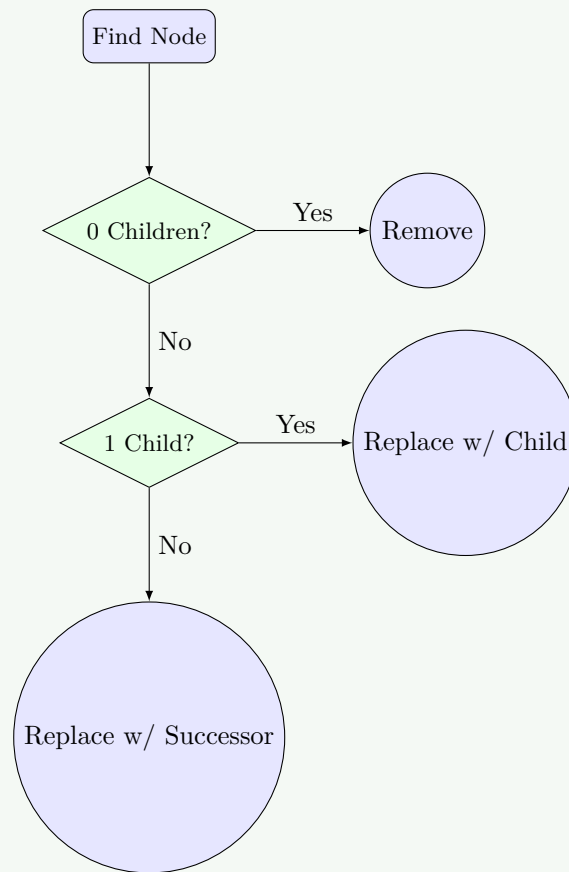 Find Node
0 Children?
Yes
Remove
No
1 Child?
Yes
Replace w/ Child
No
Replace w/ Successor